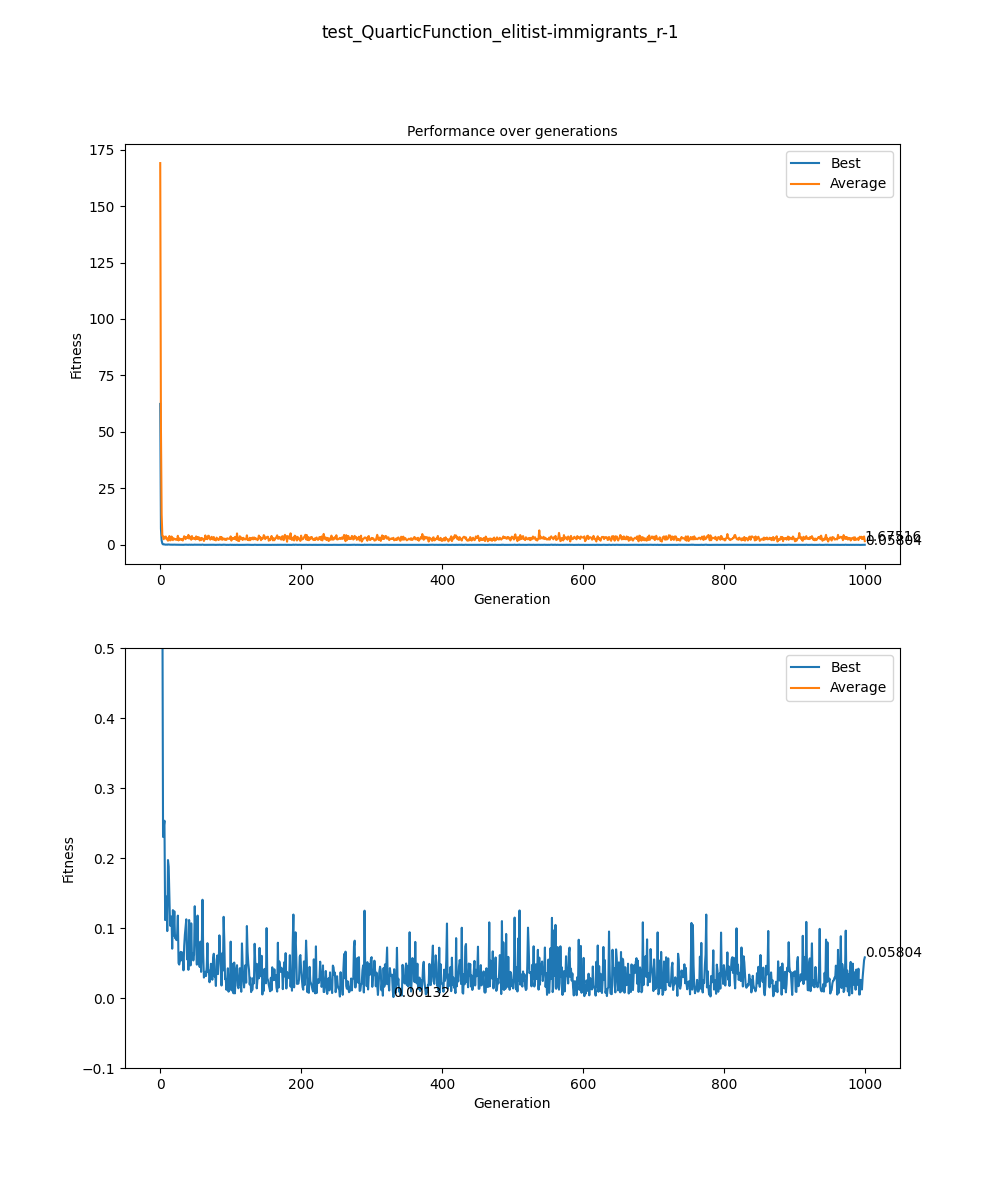 test_QuarticFunction_elitist-immigrants_r-1
Performance over generations
175
150
125
100
75
50
25
0
Fitness
Best
Average
1.67516
0.05804
0 200 400 600 800 1000
Generation
0.5
0.4
0.3
0.2
0.1
0.0
−0.1
Fitness
Best
Average
0.05804
0.00132
0 200 400 600 800 1000
Generation